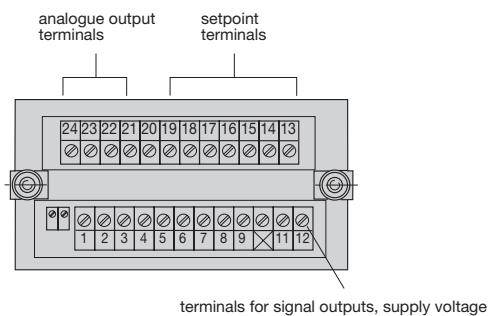 analogue output
terminals
setpoint
terminals
24 23 22 21 20 19 18 17 16 15 14 13
1 2 3 4 5 6 7 8 9 11 12
terminals for signal outputs, supply voltage